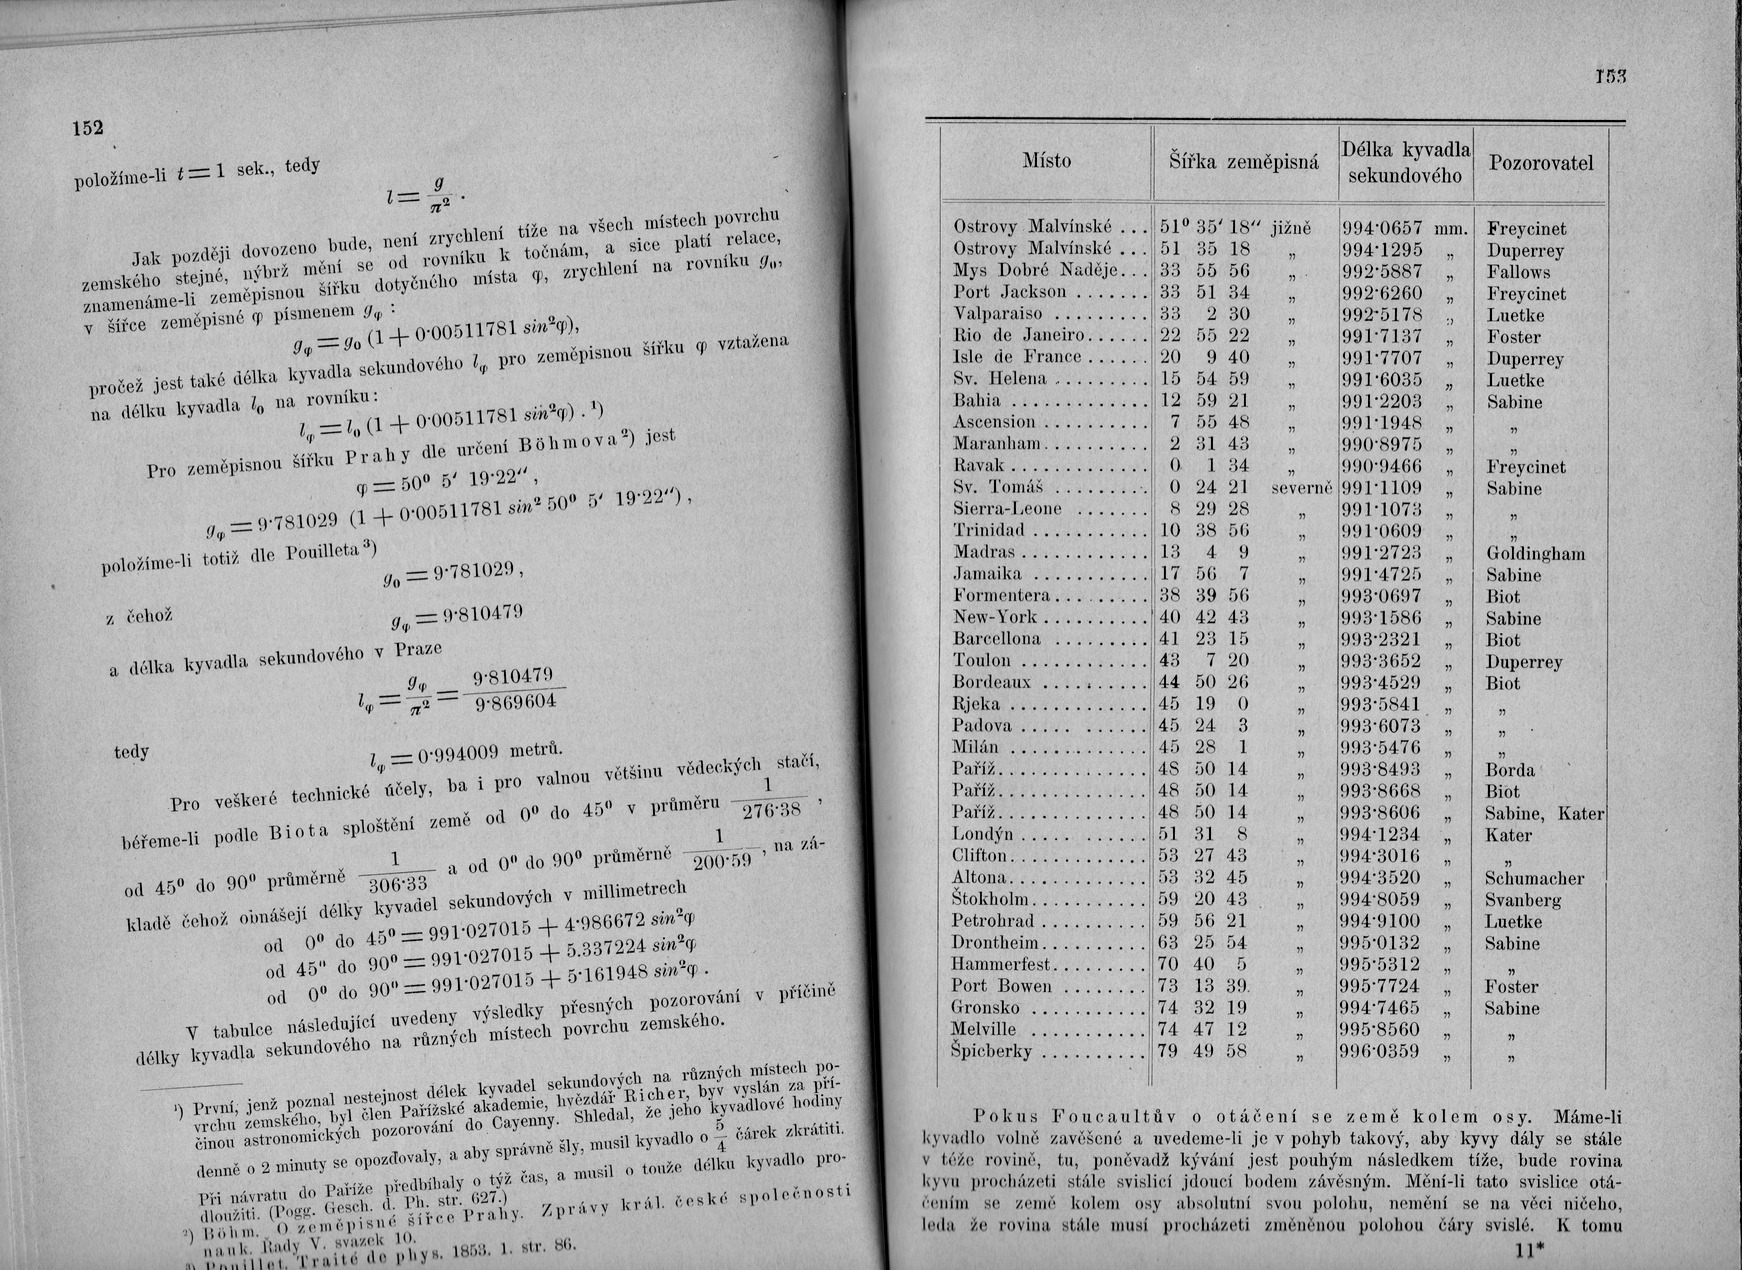 152
položíme-li t = 1 sek., tedy
l = g / π² .
Jak později dovozeno bude, není zrychlení tíže na všech místech povrchu
zemského stejné, nýbrž mění se od rovníku k točnám, a sice platí relace,
znamenáme-li zeměpisnou šířku dotyčného místa φ, zrychlení na rovníku g₀,
v šířce zeměpisné φ písmenem gφ :
gφ = g₀ (1 + 0·00511781 sin²φ),
pročež jest také délka kyvadla sekundového lφ pro zeměpisnou šířku φ vztažena
na délku kyvadla l₀ na rovníku:
lφ = l₀ (1 + 0·00511781 sin²φ) . ¹)
Pro zeměpisnou šířku Prahy dle určení Böhmova ²) jest
φ = 50⁰ 5′ 19·22″ ,
gφ = 9·781029 (1 + 0·00511781 sin² 50⁰ 5′ 19·22″) ,
položíme-li totiž dle Pouilleta ³)
g₀ = 9·781029 ,
z čehož gφ = 9·810479
a délka kyvadla sekundového v Praze
lφ = gφ / π² = 9·810479 / 9·869604
tedy lφ = 0·994009 metrů.
Pro veškeré technické účely, ba i pro valnou většinu vědeckých stačí,
béřeme-li podle Biota sploštění země od 0⁰ do 45⁰ v průměru 1/276·38 ,
od 45⁰ do 90⁰ průměrně 1/306·33 a od 0⁰ do 90⁰ průměrně 1/200·59 , na zá-
kladě čehož obnášejí délky kyvadel sekundových v millimetrech
od 0⁰ do 45⁰ = 991·027015 + 4·986672 sin²φ
od 45⁰ do 90⁰ = 991·027015 + 5.337224 sin²φ
od 0⁰ do 90⁰ = 991·027015 + 5·161948 sin²φ .
V tabulce následující uvedeny výsledky přesných pozorování v příčině
délky kyvadla sekundového na různých místech povrchu zemského.
¹) První, jenž poznal nestejnost délek kyvadel sekundových na různých místech po-
vrchu zemského, byl člen Pařížské akademie, hvězdář Richer, byv vyslán za pří-
činou astronomických pozorování do Cayenny. Shledal, že jeho kyvadlové hodiny
denně o 2 minuty se opozďovaly, a aby správně šly, musil kyvadlo o 5/4 čárek zkrátiti.
Při návratu do Paříže předbíhaly o týž čas, a musil o touže délku kyvadlo pro-
dloužiti. (Pogg. Gesch. d. Ph. str. 627.)
²) Böhm. O zeměpisné šířce Prahy. Zprávy král. české společnosti
nauk. Řady V. svazek 10.
³) Pouillet. Traité de phys. 1853. 1. str. 86.
153
Místo | Šířka zeměpisná | Délka kyvadla sekundového | Pozorovatel
Ostrovy Malvínské . . . 51⁰ 35′ 18″ jižně 994·0657 mm. Freycinet
Ostrovy Malvínské . . . 51 35 18 „ 994·1295 „ Duperrey
Mys Dobré Naděje. . . 33 55 56 „ 992·5887 „ Fallows
Port Jackson . . . . . . . 33 51 34 „ 992·6260 „ Freycinet
Valparaiso . . . . . . . . . 33 2 30 „ 992·5178 „ Luetke
Rio de Janeiro. . . . . . 22 55 22 „ 991·7137 „ Foster
Isle de France . . . . . . 20 9 40 „ 991·7707 „ Duperrey
Sv. Helena . . . . . . . . . 15 54 59 „ 991·6035 „ Luetke
Bahia . . . . . . . . . . . . . 12 59 21 „ 991·2203 „ Sabine
Ascension . . . . . . . . . . 7 55 48 „ 991·1948 „ „
Maranham. . . . . . . . . . 2 31 43 „ 990·8975 „ „
Ravak . . . . . . . . . . . . . 0 1 34 „ 990·9466 „ Freycinet
Sv. Tomáš . . . . . . . . . 0 24 21 severně 991·1109 „ Sabine
Sierra-Leone . . . . . . . 8 29 28 „ 991·1073 „ „
Trinidad . . . . . . . . . . . 10 38 56 „ 991·0609 „ „
Madras . . . . . . . . . . . . 13 4 9 „ 991·2723 „ Goldingham
Jamaika . . . . . . . . . . . 17 56 7 „ 991·4725 „ Sabine
Formentera . . . . . . . . . 38 39 56 „ 993·0697 „ Biot
New-York . . . . . . . . . . 40 42 43 „ 993·1586 „ Sabine
Barcellona . . . . . . . . . 41 23 15 „ 993·2321 „ Biot
Toulon . . . . . . . . . . . . 43 7 20 „ 993·3652 „ Duperrey
Bordeaux . . . . . . . . . . 44 50 26 „ 993·4529 „ Biot
Rjeka . . . . . . . . . . . . . 45 19 0 „ 993·5841 „ „
Padova . . . . . . . . . . . . 45 24 3 „ 993·6073 „ „
Milán . . . . . . . . . . . . . 45 28 1 „ 993·5476 „ „
Paříž. . . . . . . . . . . . . . 48 50 14 „ 993·8493 „ Borda
Paříž. . . . . . . . . . . . . . 48 50 14 „ 993·8668 „ Biot
Paříž. . . . . . . . . . . . . . 48 50 14 „ 993·8606 „ Sabine, Kater
Londýn . . . . . . . . . . . . 51 31 8 „ 994·1234 „ Kater
Clifton. . . . . . . . . . . . . 53 27 43 „ 994·3016 „ „
Altona. . . . . . . . . . . . . 53 32 45 „ 994·3520 „ Schumacher
Štokholm. . . . . . . . . . . 59 20 43 „ 994·8059 „ Svanberg
Petrohrad . . . . . . . . . . 59 56 21 „ 994·9100 „ Luetke
Drontheim. . . . . . . . . . 63 25 54 „ 995·0132 „ Sabine
Hammerfest. . . . . . . . . 70 40 5 „ 995·5312 „ „
Port Bowen . . . . . . . . 73 13 39. „ 995·7724 „ Foster
Gronsko . . . . . . . . . . . 74 32 19 „ 994·7465 „ Sabine
Melville . . . . . . . . . . . 74 47 12 „ 995·8560 „ „
Špicberky . . . . . . . . . . 79 49 58 „ 996·0359 „ „
Pokus Foucaultův o otáčení se země kolem osy. Máme-li
kyvadlo volně zavěšené a uvedeme-li je v pohyb takový, aby kyvy dály se stále
v téže rovině, tu, poněvadž kývání jest pouhým následkem tíže, bude rovina
kyvu procházeti stále svislicí jdoucí bodem závěsným. Mění-li tato svislice otá-
čením se země kolem osy absolutní svou polohu, nemění se na věci ničeho,
leda že rovina stále musí procházeti změněnou polohou čáry svislé. K tomu
11*